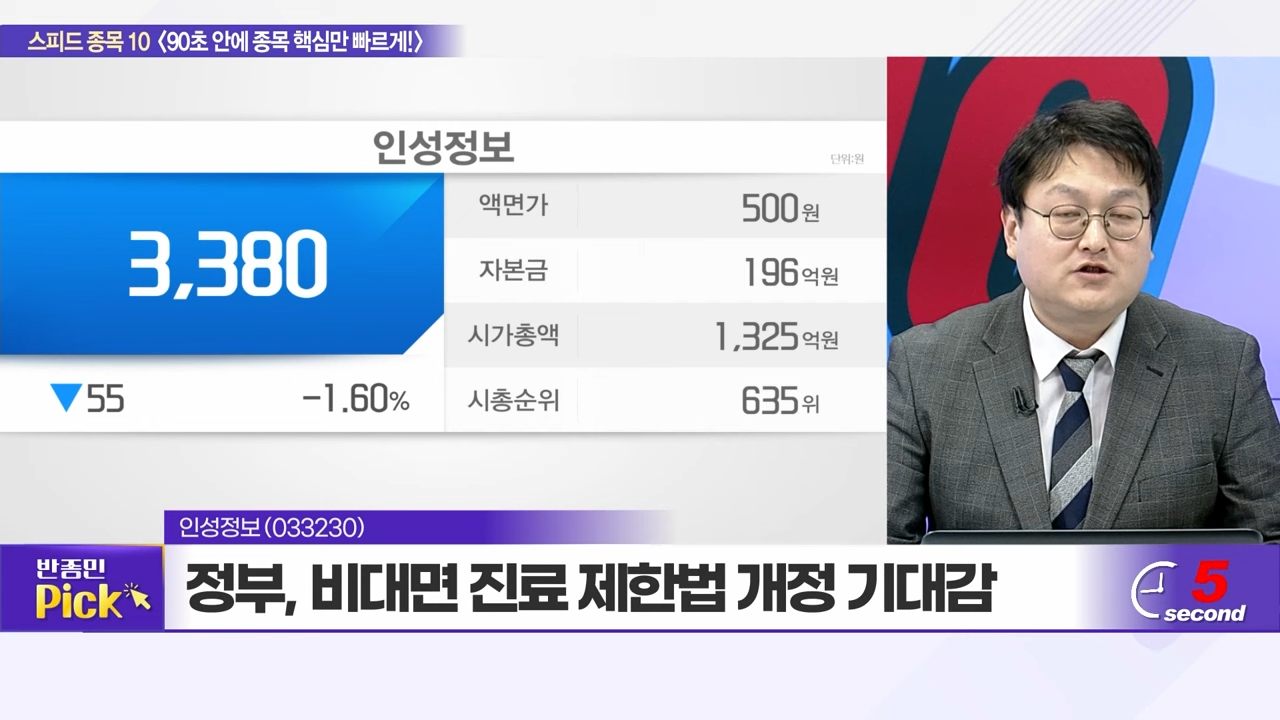 스피드 종목 10 〈90초 안에 종목 핵심만 빠르게!〉
인성정보
단위:원
3,380
▼55 -1.60%
액면가 500원
자본금 196억원
시가총액 1,325억원
시총순위 635위
인성정보(033230)
반종민
Pick
정부, 비대면 진료 제한법 개정 기대감
5
second